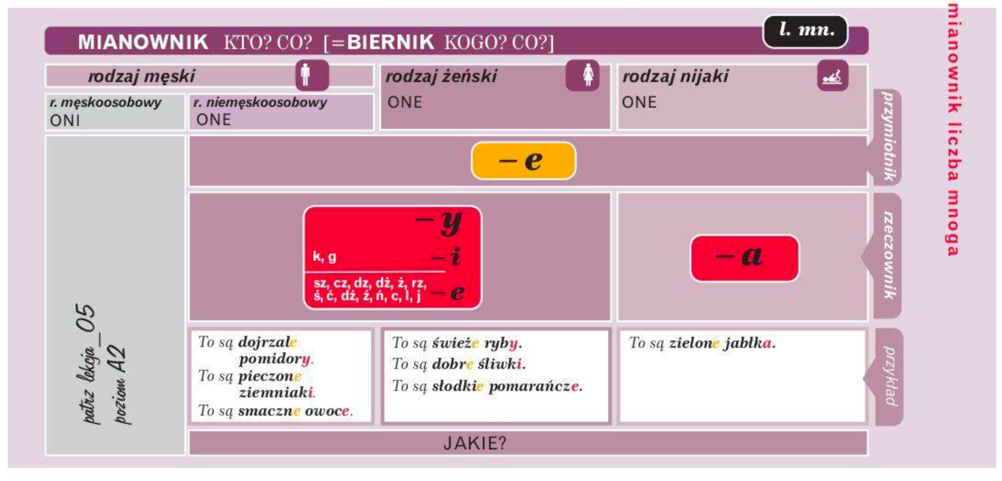 MIANOWNIK KTO? CO? [=BIERNIK KOGO? CO?]
l. mn.
mianownik liczba mnoga
rodzaj męski
rodzaj żeński
rodzaj nijaki
r. męskoosobowy
ONI
r. niemęskoosobowy
ONE
ONE
ONE
przymiotnik
– e
rzeczownik
– y
k, g – i
sz, cz, dz, dż, ż, rz,
ś, ć, dź, ź, ń, c, l, j – e
– a
patrz lekcja_05
poziom A2
przykład
To są dojrzałe
pomidory.
To są pieczone
ziemniaki.
To są smaczne owoce.
To są świeże ryby.
To są dobre śliwki.
To są słodkie pomarańcze.
To są zielone jabłka.
JAKIE?